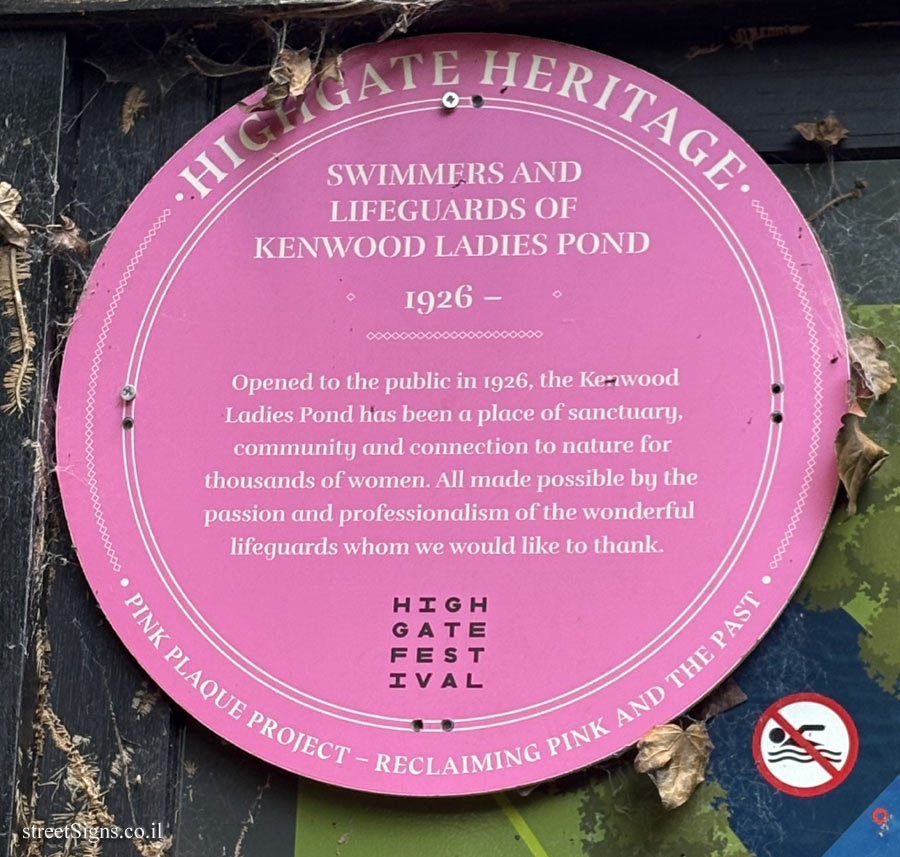 ·HIGHGATE HERITAGE·
SWIMMERS AND
LIFEGUARDS OF
KENWOOD LADIES POND
1926 –
Opened to the public in 1926, the Kenwood
Ladies Pond has been a place of sanctuary,
community and connection to nature for
thousands of women. All made possible by the
passion and professionalism of the wonderful
lifeguards whom we would like to thank.
HIGH
GATE
FEST
IVAL
• PINK PLAQUE PROJECT – RECLAIMING PINK AND THE PAST •
streetSigns.co.il